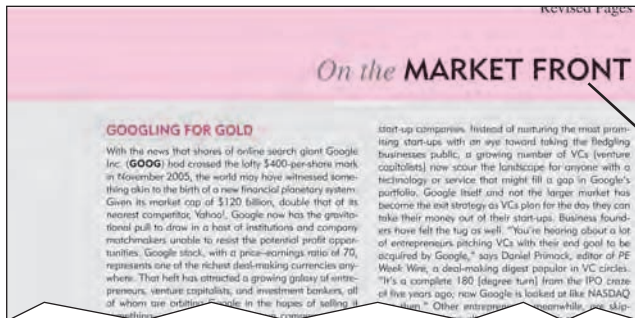 Revised Pages
On the MARKET FRONT
GOOGLING FOR GOLD
With the news that shares of online search giant Google
Inc. (GOOG) had crossed the lofty $400-per-share mark
in November 2005, the world may have witnessed some-
thing akin to the birth of a new financial planetary system.
Given its market cap of $120 billion, double that of its
nearest competitor, Yahoo!, Google now has the gravita-
tional pull to draw in a host of institutions and company
matchmakers unable to resist the potential profit oppor-
tunities. Google stock, with a price–earnings ratio of 70,
represents one of the richest deal-making currencies any-
where. That heft has attracted a growing galaxy of entre-
preneurs, venture capitalists, and investment bankers, all
of whom are orbiting Google in the hopes of selling it
start-up companies. Instead of nurturing the most prom-
ising start-ups with an eye toward taking the fledgling
businesses public, a growing number of VCs (venture
capitalists) now scour the landscape for anyone with a
technology or service that might fill a gap in Google's
portfolio. Google itself and not the larger market has
become the exit strategy as VCs plan for the day they can
take their money out of their start-ups. Business found-
ers have felt the tug as well. "You're hearing about a lot
of entrepreneurs pitching VCs with their end goal to be
acquired by Google," says Daniel Primack, editor of PE
Week Wire, a deal-making digest popular in VC circles.
"It's a complete 180 [degree turn] from the IPO craze
of five years ago; now Google is looked at like NASDAQ
Other meanwhile, are skip-